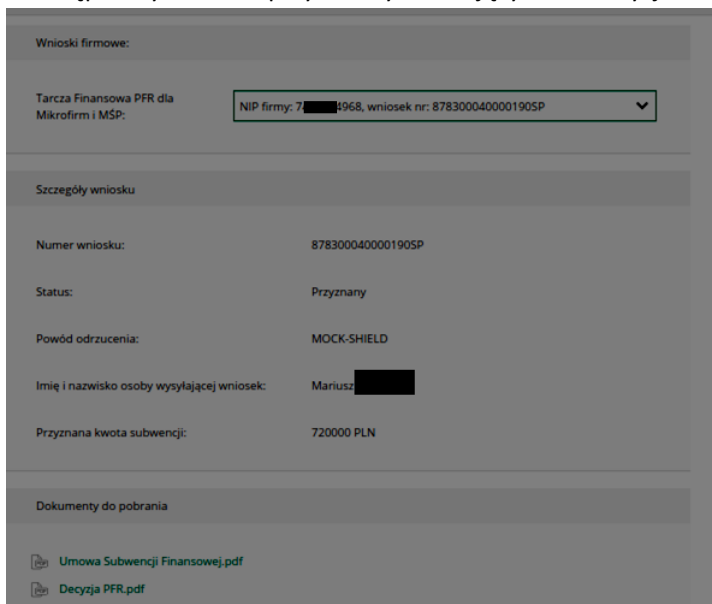 Wnioski firmowe:
Tarcza Finansowa PFR dla
Mikrofirm i MŚP:
NIP firmy: 7 4968, wniosek nr: 878300040000190SP
Szczegóły wniosku
Numer wniosku: 878300040000190SP
Status: Przyznany
Powód odrzucenia: MOCK-SHIELD
Imię i nazwisko osoby wysyłającej wniosek: Mariusz
Przyznana kwota subwencji: 720000 PLN
Dokumenty do pobrania
Umowa Subwencji Finansowej.pdf
Decyzja PFR.pdf